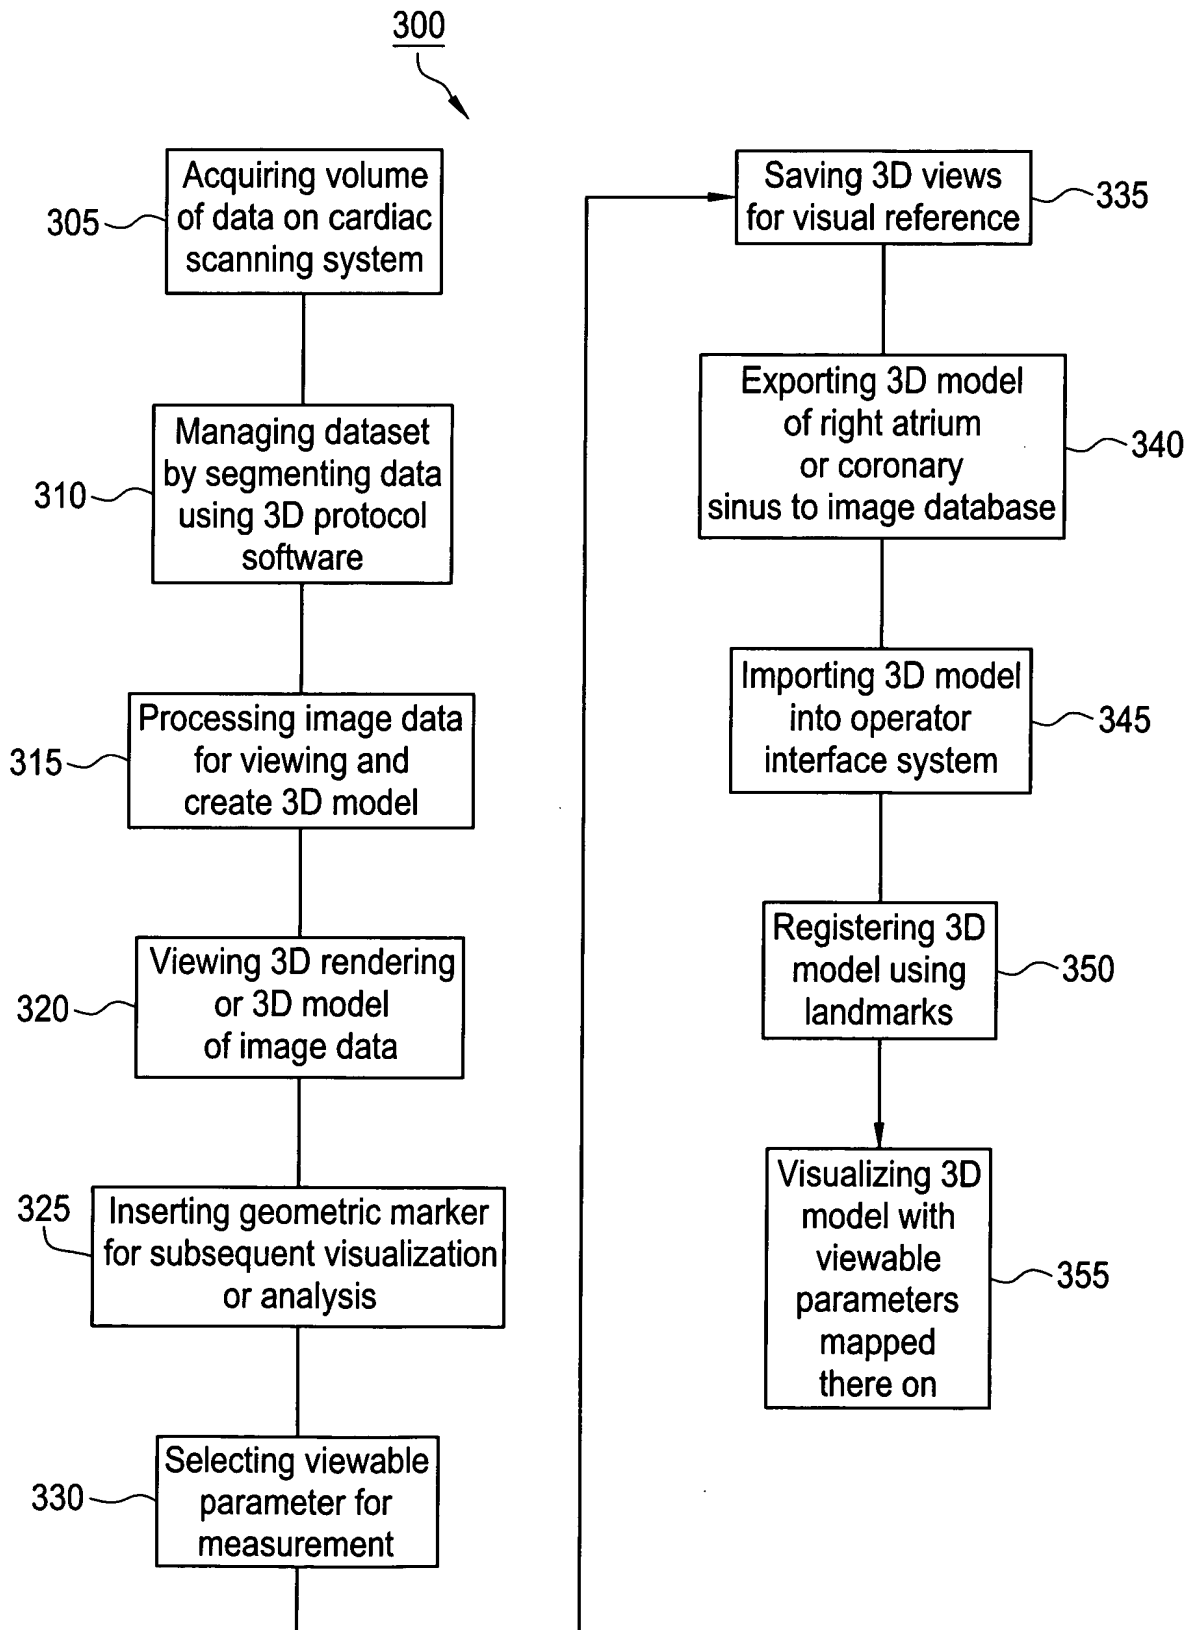 300
305
Acquiring volume
of data on cardiac
scanning system
310
Managing dataset
by segmenting data
using 3D protocol
software
315
Processing image data
for viewing and
create 3D model
320
Viewing 3D rendering
or 3D model
of image data
325
Inserting geometric marker
for subsequent visualization
or analysis
330
Selecting viewable
parameter for
measurement
Saving 3D views
for visual reference
335
Exporting 3D model
of right atrium
or coronary
sinus to image database
340
Importing 3D model
into operator
interface system
345
Registering 3D
model using
landmarks
350
Visualizing 3D
model with
viewable
parameters
mapped
there on
355